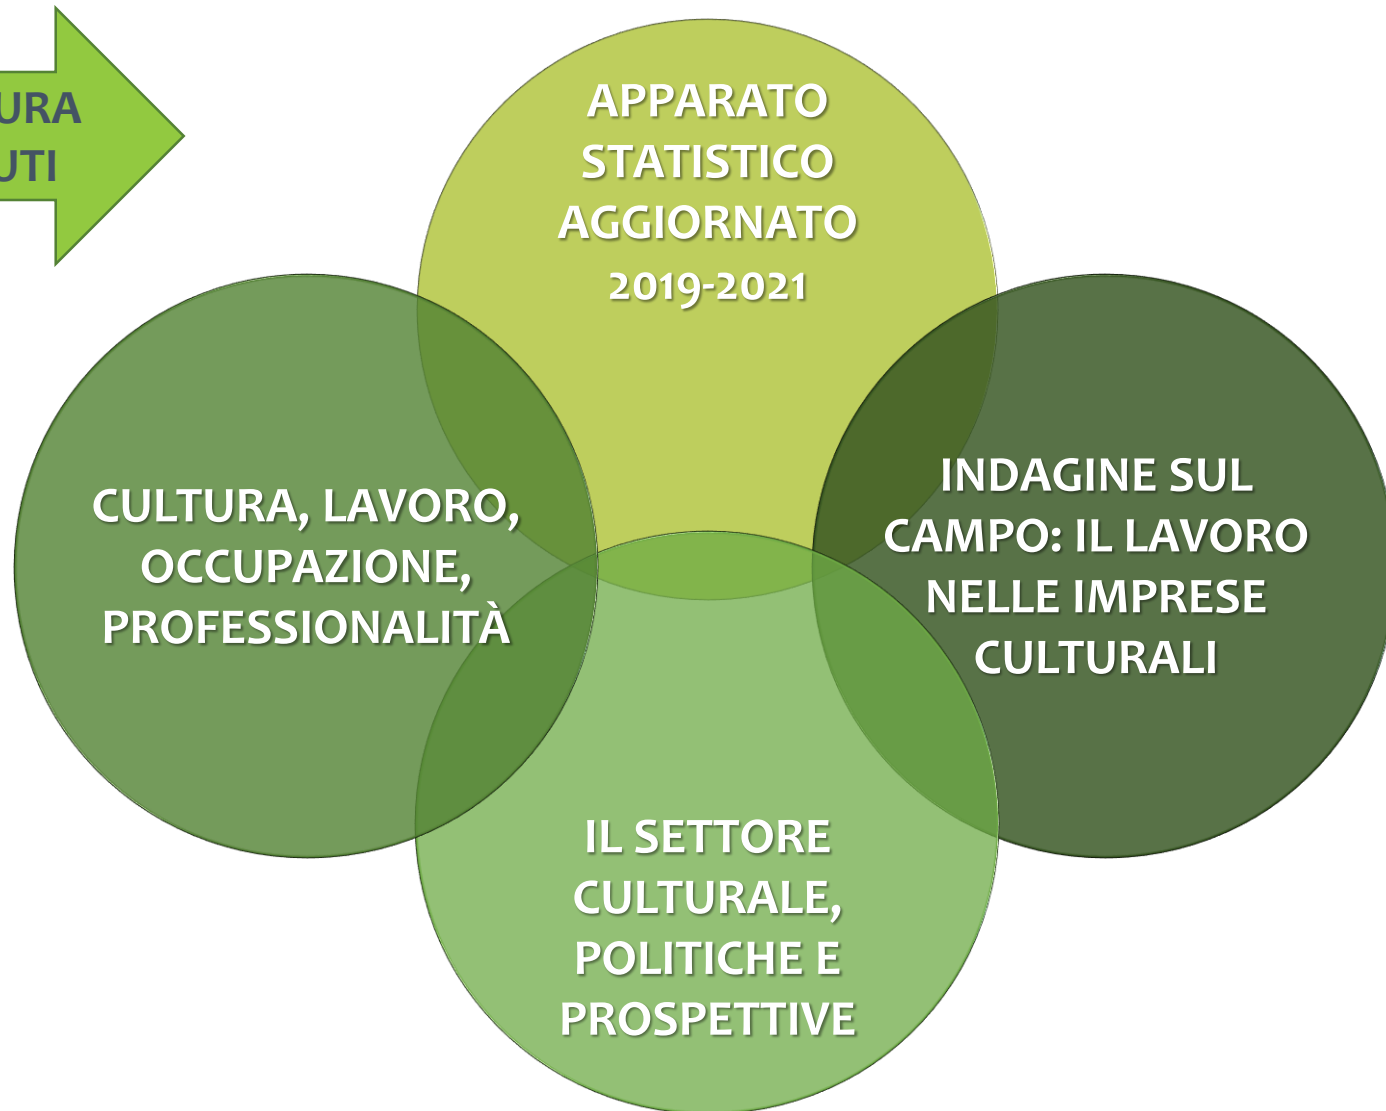 URA
UTI
APPARATO
STATISTICO
AGGIORNATO
2019-2021
CULTURA, LAVORO,
OCCUPAZIONE,
PROFESSIONALITÀ
INDAGINE SUL
CAMPO: IL LAVORO
NELLE IMPRESE
CULTURALI
IL SETTORE
CULTURALE,
POLITICHE E
PROSPETTIVE